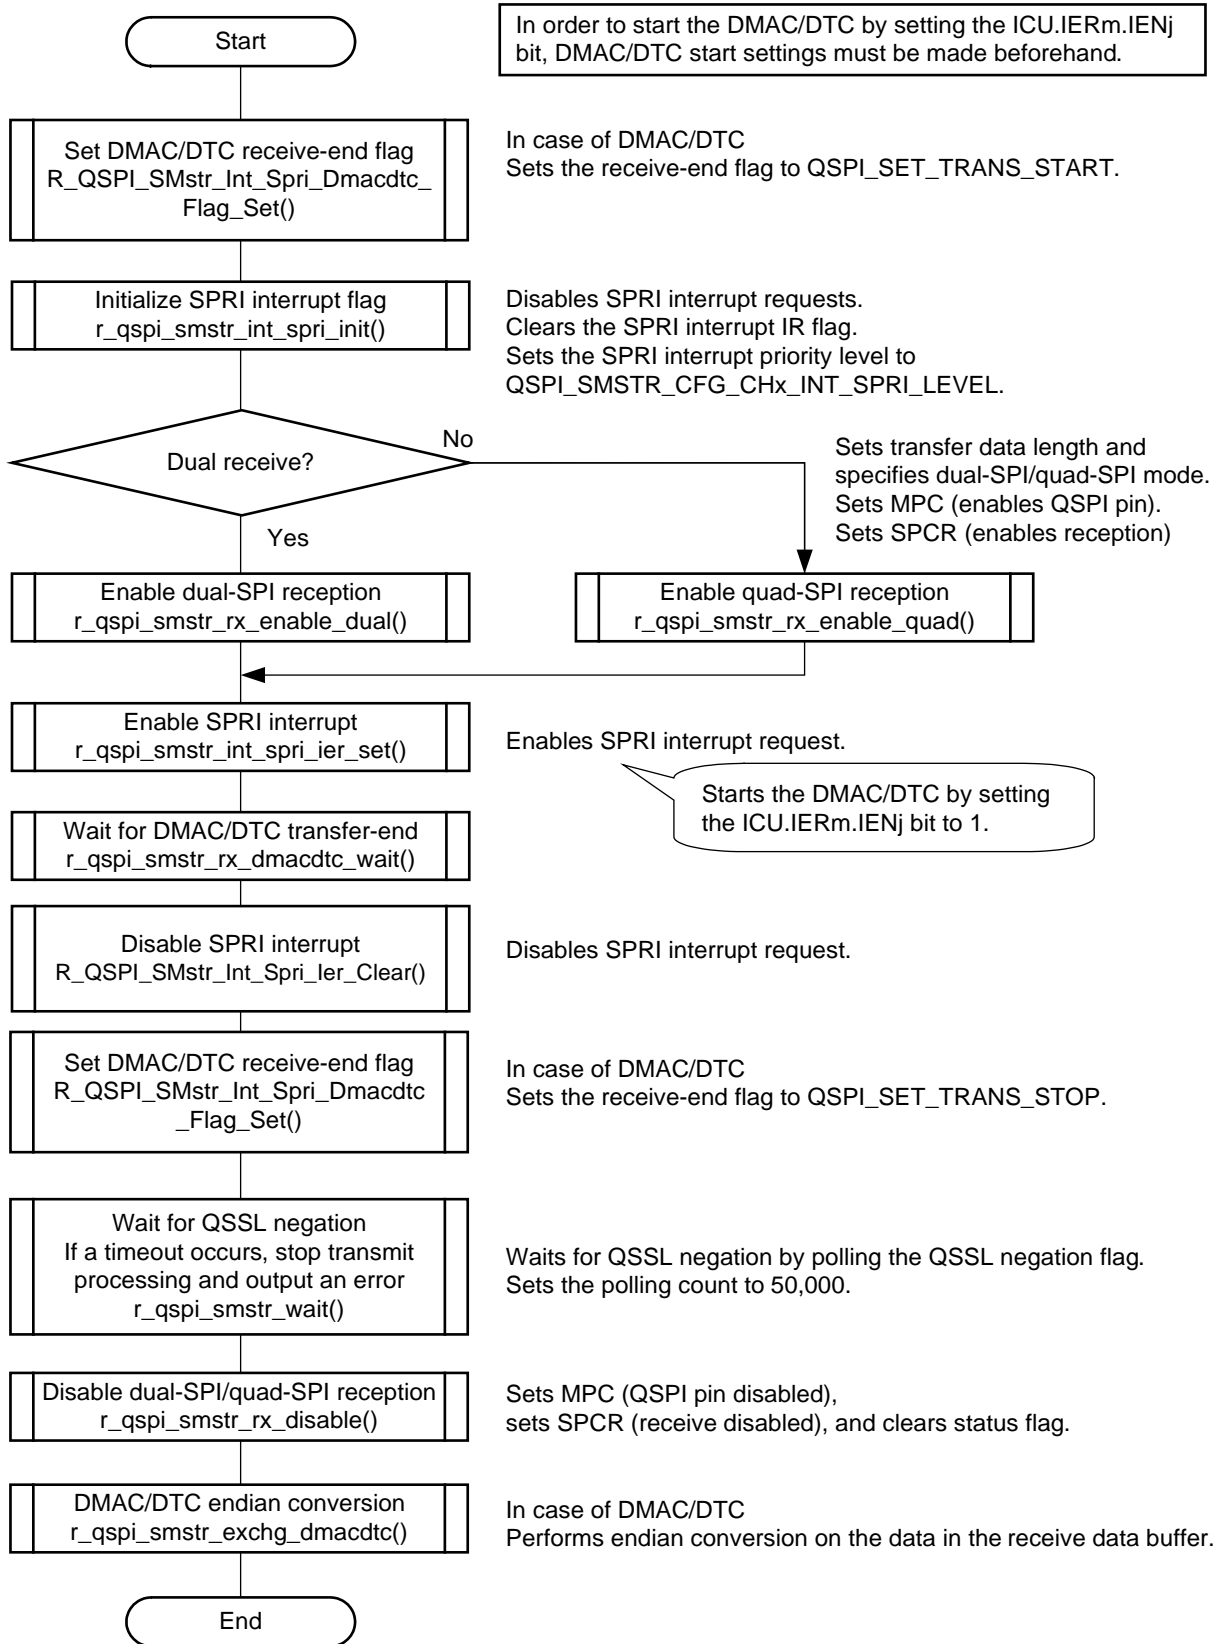 Start
In order to start the DMAC/DTC by setting the ICU.IERm.IENj
bit, DMAC/DTC start settings must be made beforehand.
Set DMAC/DTC receive-end flag
R_QSPI_SMstr_Int_Spri_Dmacdtc_
Flag_Set()
In case of DMAC/DTC
Sets the receive-end flag to QSPI_SET_TRANS_START.
Initialize SPRI interrupt flag
r_qspi_smstr_int_spri_init()
Disables SPRI interrupt requests.
Clears the SPRI interrupt IR flag.
Sets the SPRI interrupt priority level to
QSPI_SMSTR_CFG_CHx_INT_SPRI_LEVEL.
Dual receive?
No
Yes
Sets transfer data length and
specifies dual-SPI/quad-SPI mode.
Sets MPC (enables QSPI pin).
Sets SPCR (enables reception)
Enable dual-SPI reception
r_qspi_smstr_rx_enable_dual()
Enable quad-SPI reception
r_qspi_smstr_rx_enable_quad()
Enable SPRI interrupt
r_qspi_smstr_int_spri_ier_set()
Enables SPRI interrupt request.
Starts the DMAC/DTC by setting
the ICU.IERm.IENj bit to 1.
Wait for DMAC/DTC transfer-end
r_qspi_smstr_rx_dmacdtc_wait()
Disable SPRI interrupt
R_QSPI_SMstr_Int_Spri_Ier_Clear()
Disables SPRI interrupt request.
Set DMAC/DTC receive-end flag
R_QSPI_SMstr_Int_Spri_Dmacdtc
_Flag_Set()
In case of DMAC/DTC
Sets the receive-end flag to QSPI_SET_TRANS_STOP.
Wait for QSSL negation
If a timeout occurs, stop transmit
processing and output an error
r_qspi_smstr_wait()
Waits for QSSL negation by polling the QSSL negation flag.
Sets the polling count to 50,000.
Disable dual-SPI/quad-SPI reception
r_qspi_smstr_rx_disable()
Sets MPC (QSPI pin disabled),
sets SPCR (receive disabled), and clears status flag.
DMAC/DTC endian conversion
r_qspi_smstr_exchg_dmacdtc()
In case of DMAC/DTC
Performs endian conversion on the data in the receive data buffer.
End